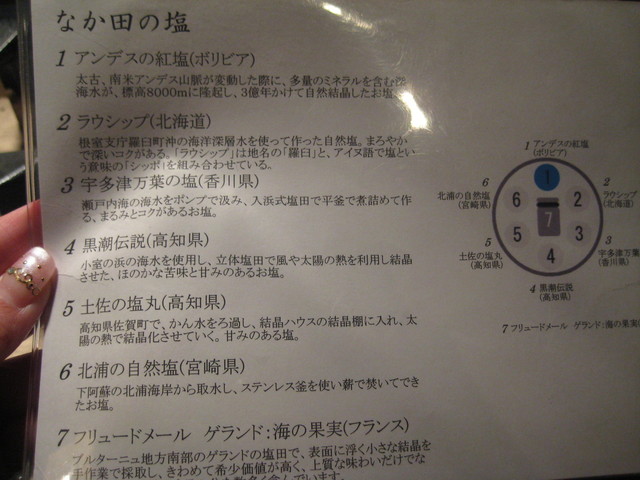 なか田の塩
1 アンデスの紅塩(ボリビア)
太古、南米アンデス山脈が変動した際に、多量のミネラルを含む
海水が、標高8000mに隆起し、3億年かけて自然結晶したお塩
2 ラウシップ(北海道)
根室支庁羅臼町沖の海洋深層水を使って作った自然塩。まろやか
で深いコクがある。「ラウシップ」は地名の「羅臼」と、アイヌ語で塩とい
う意味の「シッポ」を組み合わせている。
3 宇多津万葉の塩(香川県)
瀬戸内海の海水をポンプで汲み、入浜式塩田で平釜で煮詰めて作
る、まるみとコクがあるお塩。
4 黒潮伝説(高知県)
小室の浜の海水を使用し、立体塩田で風や太陽の熱を利用し結晶
させた、ほのかな苦味と甘みのあるお塩。
5 土佐の塩丸(高知県)
高知県佐賀町で、かん水をろ過し、結晶ハウスの結晶棚に入れ、太
陽の熱で結晶化させていく。甘みのある塩。
6 北浦の自然塩(宮崎県)
下阿蘇の北浦海岸から取水し、ステンレス釜を使い薪で焚いてでき
たお塩。
7 フリュードメール ゲランド:海の果実(フランス)
ブルターニュ地方南部のゲランドの塩田で、表面に浮く小さな結晶を
手作業で採取し、きわめて希少価値が高く、上質な味わいだけでな
1 アンデスの紅塩
(ボリビア)
2
ラウシップ
(北海道)
3
宇多津万葉
(香川県)
4 黒潮伝説
(高知県)
5
土佐の塩丸
(高知県)
6
北浦の自然塩
(宮崎県)
1
2
3
4
5
6
7
7 フリュードメール ゲランド:海の果実